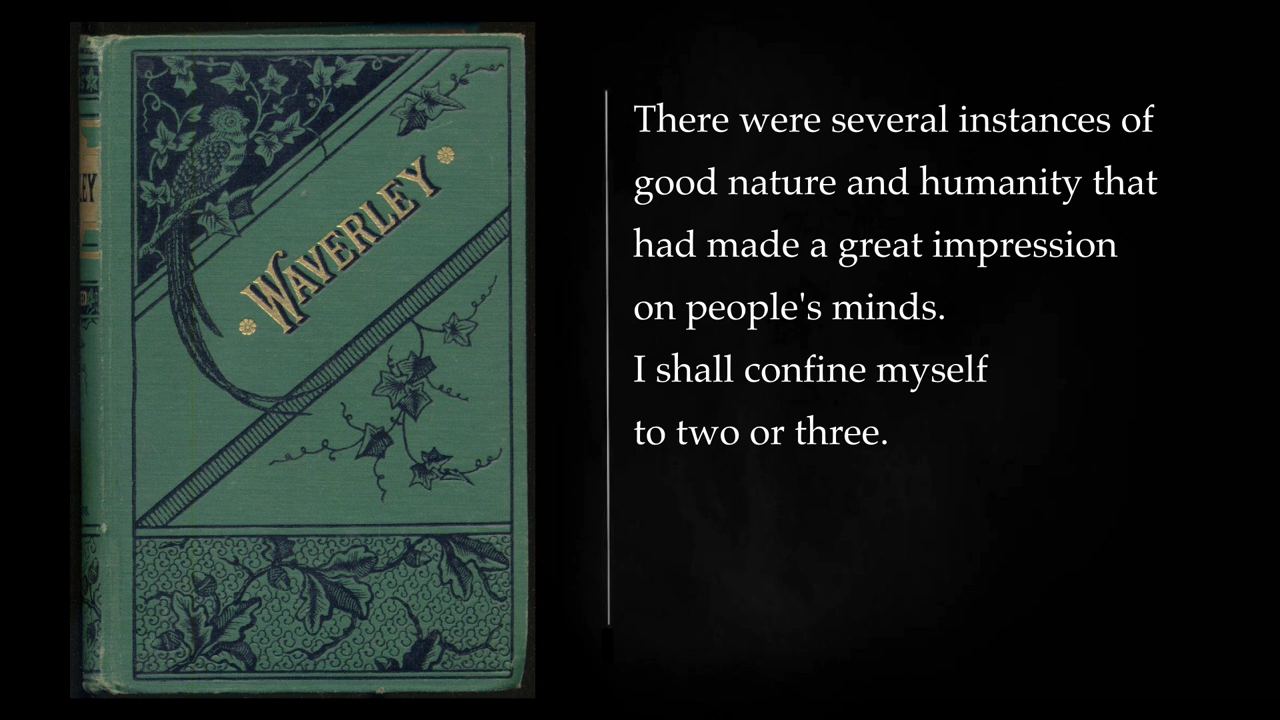 WAVERLEY
EY
There were several instances of
good nature and humanity that
had made a great impression
on people's minds.
I shall confine myself
to two or three.